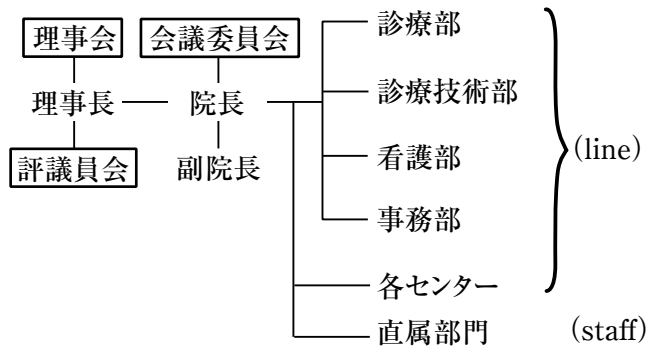 理事会
会議委員会
理事長
院長
評議員会
副院長
診療部
診療技術部
看護部
事務部
各センター
直属部門
(line)
(staff)